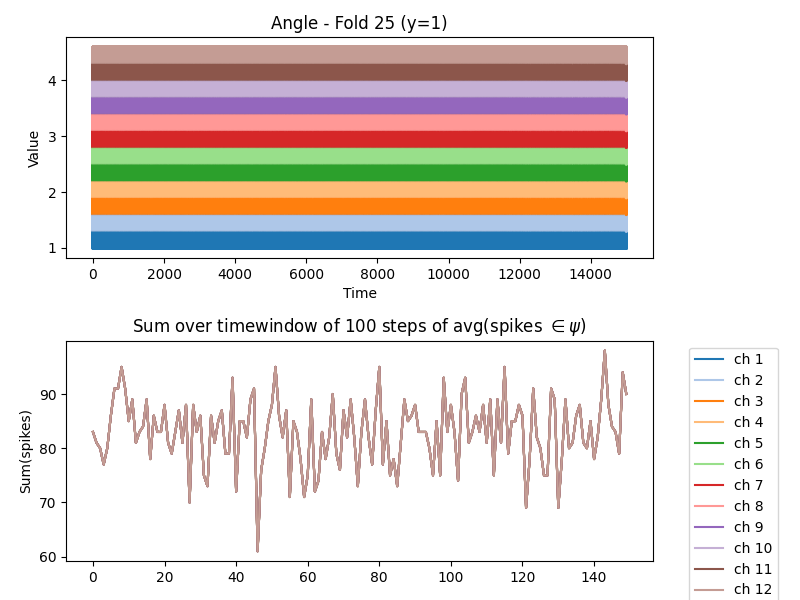 Angle - Fold 25 (y=1)
4
3
2
1
Value
0 2000 4000 6000 8000 10000 12000 14000
Time
Sum over timewindow of 100 steps of avg(spikes ∈ ψ)
90
80
70
60
Sum(spikes)
0 20 40 60 80 100 120 140
ch 1
ch 2
ch 3
ch 4
ch 5
ch 6
ch 7
ch 8
ch 9
ch 10
ch 11
ch 12